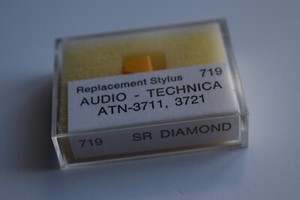 Replacement Stylus 719
AUDIO - TECHNICA
ATN-3711, 3721
719 SR DIAMOND